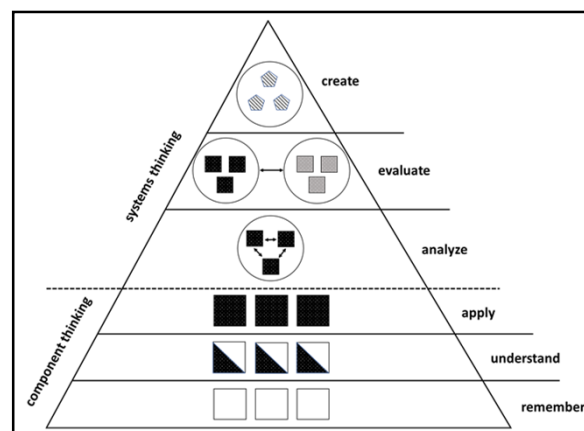 create
systems thinking
evaluate
analyze
component thinking
apply
understand
remember